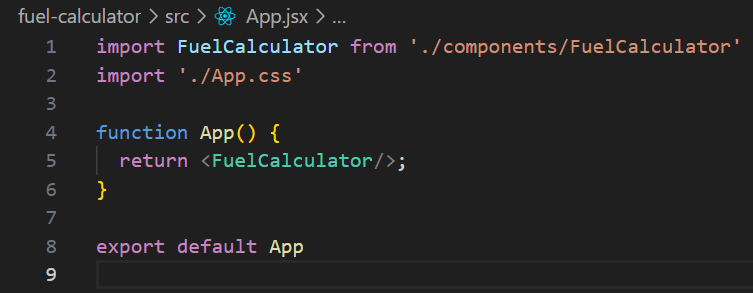 fuel-calculator > src > App.jsx > ...
1 import FuelCalculator from './components/FuelCalculator'
2 import './App.css'
3
4 function App() {
5   return <FuelCalculator/>;
6 }
7
8 export default App
9